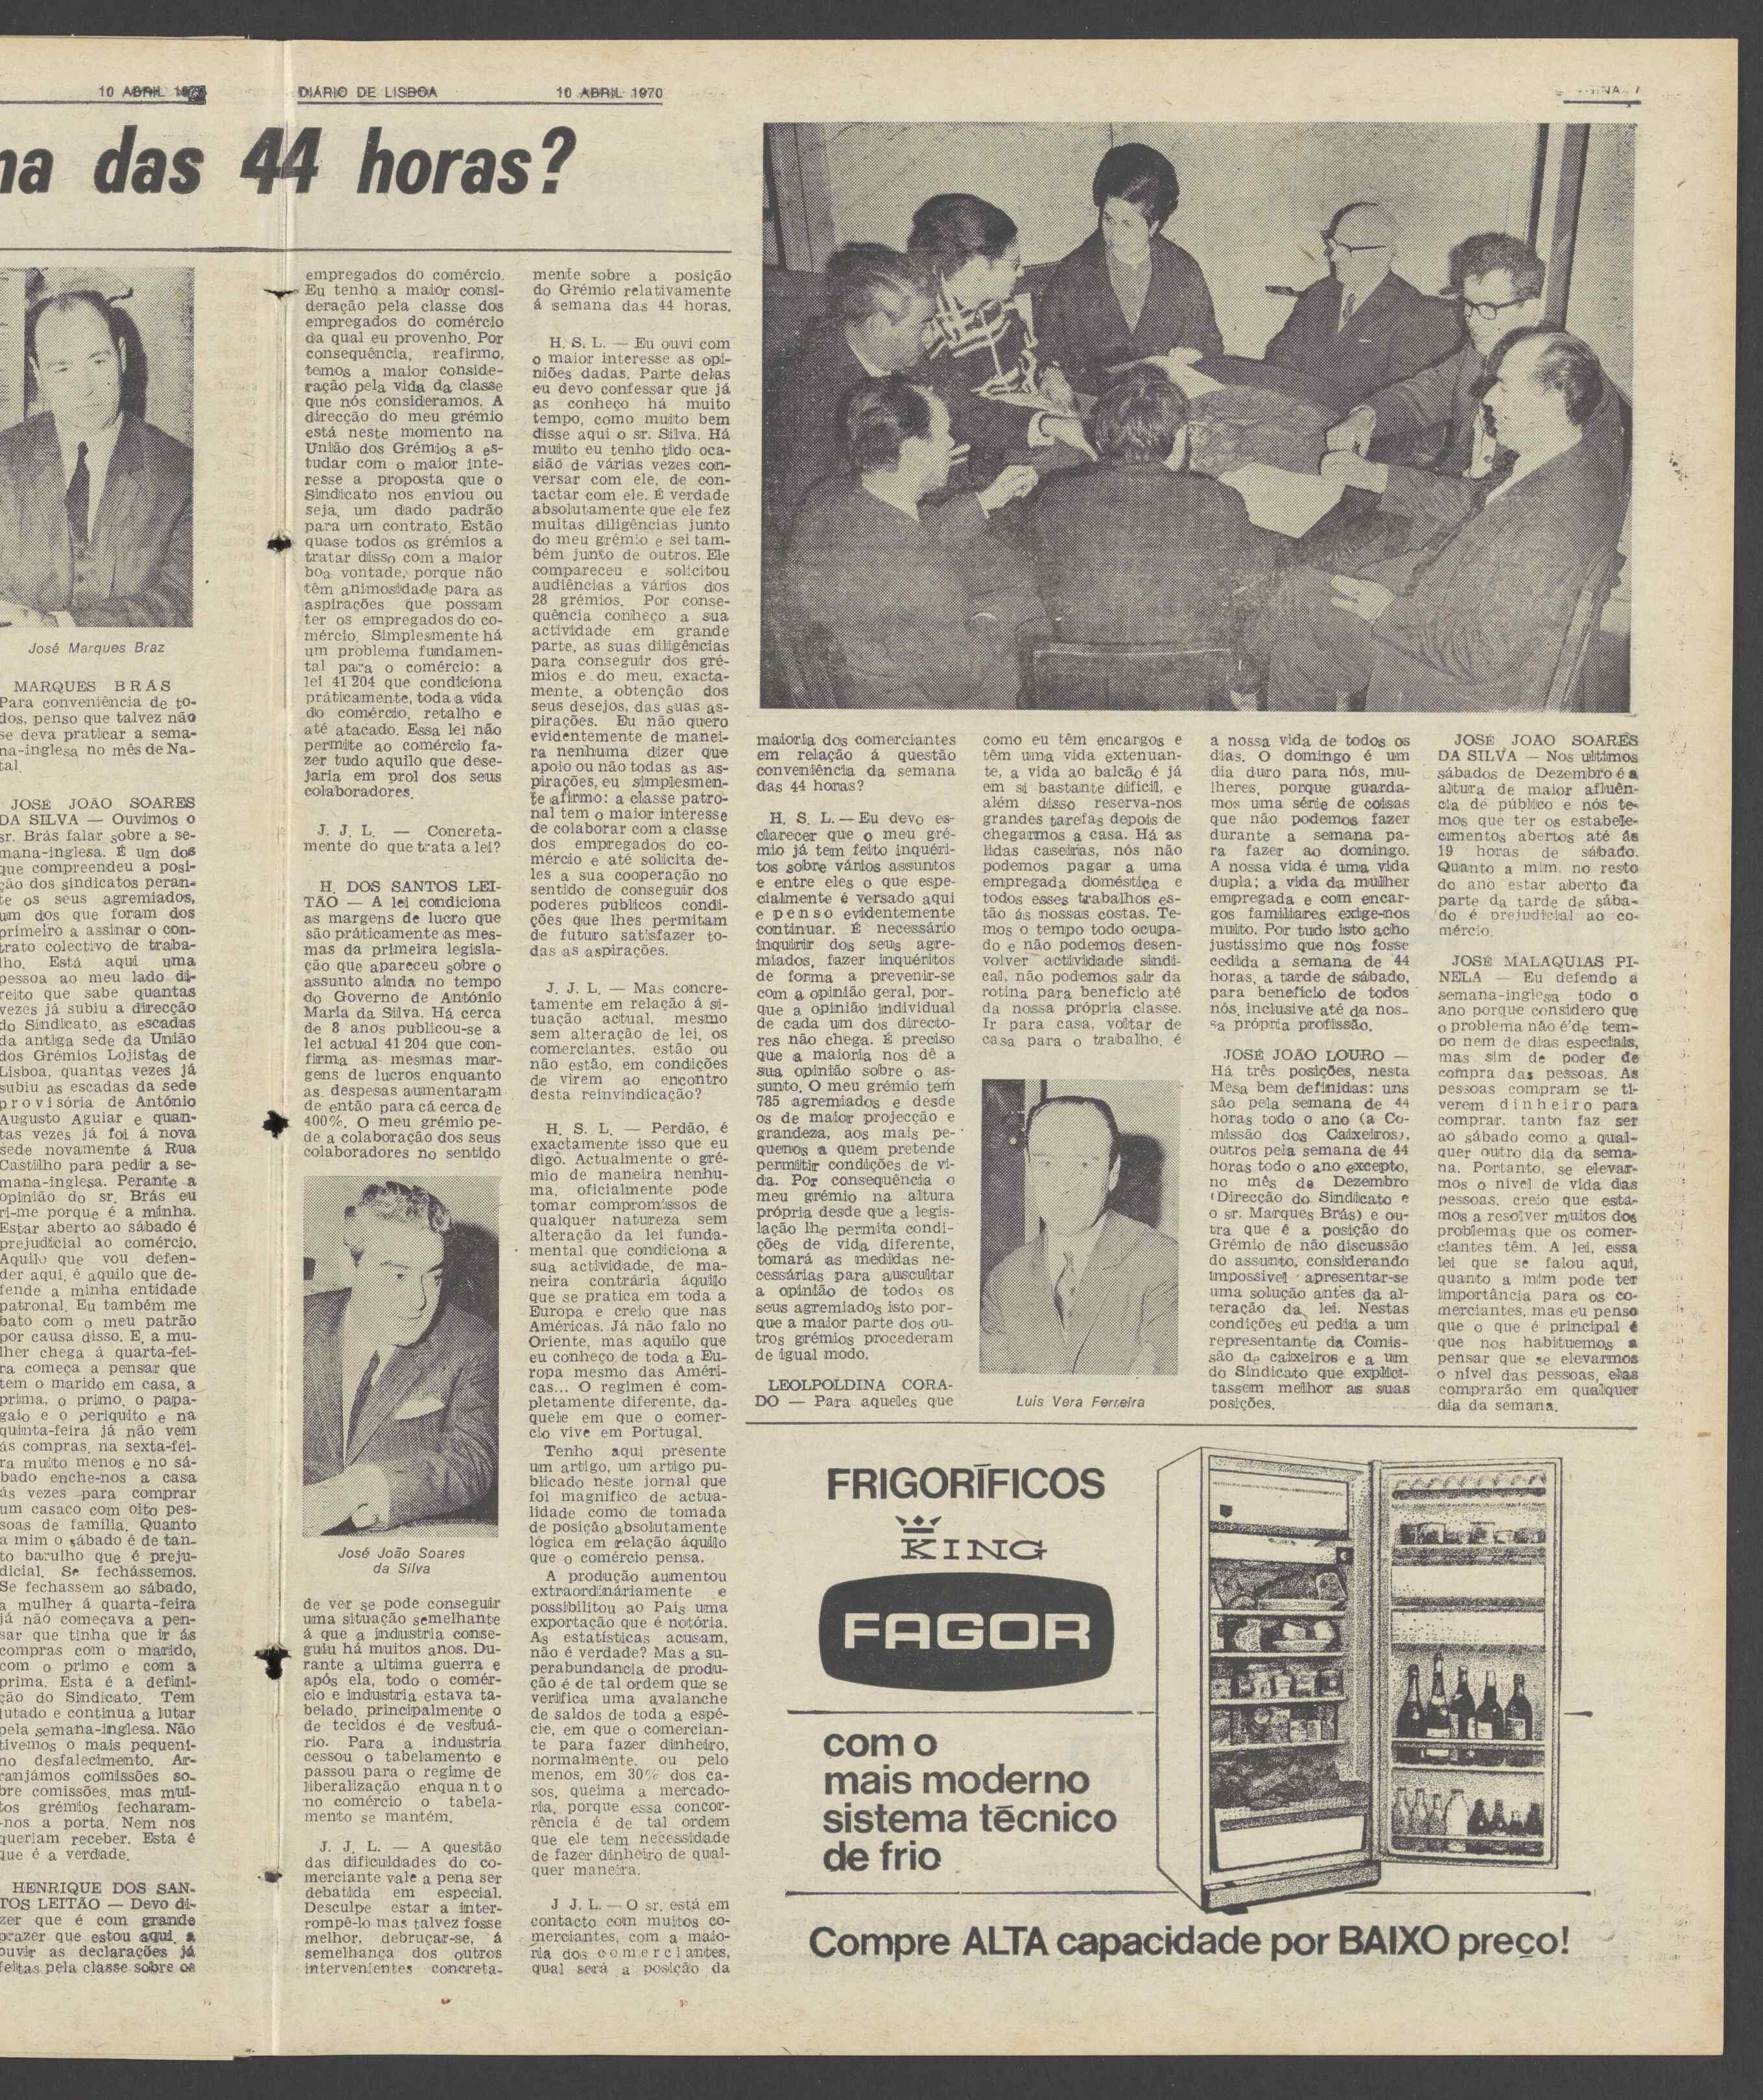 10 ABRIL
DIÁRIO DE LISBOA
10 ABRIL 1970
das 44 horas?
José Marques Braz
MARQUES BRÁS
Para conveniência de to-
dos, penso que talvez não
se deva praticar a sema-
na-inglesa no mês de Na-
tal.
JOSÉ JOÃO SOARES
DA SILVA — Ouvimos o
sr. Brás falar sobre a se-
mana-inglesa. É um dos
que compreendeu a posi-
ção dos sindicatos peran-
te os seus agremiados,
um dos que foram dos
primeiro a assinar o con-
trato colectivo de traba-
lho. Está aqui uma
pessoa ao meu lado di-
reito que sabe quantas
vezes já subiu a direcção
do Sindicato, as escadas
da antiga sede da União
dos Grémios Lojistas de
Lisboa, quantas vezes já
subiu as escadas da sede
provisória de António
Augusto Aguiar e quan-
tas vezes já foi á nova
sede novamente á Rua
Castilho para pedir a se-
mana-inglesa. Perante a
opinião do sr. Brás eu
ri-me porque é a minha.
Estar aberto ao sábado é
prejudicial ao comércio.
Aquilo que vou defen-
der aqui, é aquilo que de-
fende a minha entidade
patronal. Eu também me
bato com o meu patrão
por causa disso. E, a mu-
lher chega á quarta-fei-
ra começa a pensar que
tem o marido em casa, a
prima, o primo, o papa-
gaio e o periquito e na
quinta-feira já não vem
ás compras, na sexta-fei-
ra muito menos e no sá-
bado enche-nos a casa
ás vezes para comprar
um casaco com oito pes-
soas de família. Quanto
a mim o sábado é de tan-
to barulho que é preju-
dicial. Se fechássemos.
Se fechassem ao sábado,
a mulher á quarta-feira
já não começava a pen-
sar que tinha que ir ás
compras com o marido,
com o primo e com a
prima. Esta é a defini-
ção do Sindicato. Tem
lutado e continua a lutar
pela semana-inglesa. Não
tivemos o mais pequeni-
no desfalecimento. Ar-
ranjámos comissões so-
bre comissões, mas mui-
tos grémios fecharam-
-nos a porta. Nem nos
queriam receber. Esta é
que é a verdade.
HENRIQUE DOS SAN-
TOS LEITÃO — Devo di-
zer que é com grande
prazer que estou aqui a
ouvir as declarações já
feitas pela classe sobre os
empregados do comércio.
Eu tenho a maior consi-
deração pela classe dos
empregados do comércio
da qual eu provenho. Por
consequência, reafirmo,
temos a maior conside-
ração pela vida da classe
que nós consideramos. A
direcção do meu grémio
está neste momento na
União dos Grémios a es-
tudar com o maior inte-
resse a proposta que o
Sindicato nos enviou ou
seja, um dado padrão
para um contrato. Estão
quase todos os grémios a
tratar disso com a maior
boa vontade, porque não
têm animosidade para as
aspirações que possam
ter os empregados do co-
mércio. Simplesmente há
um problema fundamen-
tal para o comércio: a
lei 41 204 que condiciona
práticamente, toda a vida
do comércio, retalho e
até atacado. Essa lei não
permite ao comércio fa-
zer tudo aquilo que dese-
jaria em prol dos seus
colaboradores.
J. J. L. — Concreta-
mente do que trata a lei?
H. DOS SANTOS LEI-
TÃO — A lei condiciona
as margens de lucro que
são práticamente as mes-
mas da primeira legisla-
ção que apareceu sobre o
assunto ainda no tempo
do Governo de António
Maria da Silva. Há cerca
de 8 anos publicou-se a
lei actual 41 204 que con-
firma as mesmas mar-
gens de lucros enquanto
as despesas aumentaram
de então para cá cerca de
400%. O meu grémio pe-
de a colaboração dos seus
colaboradores no sentido
José João Soares
da Silva
de ver se pode conseguir
uma situação semelhante
á que a industria conse-
guiu há muitos anos. Du-
rante a ultima guerra e
após ela, todo o comér-
cio e industria estava ta-
belado, principalmente o
de tecidos é de vestuá-
rio. Para a industria
cessou o tabelamento e
passou para o regime de
liberalização enquanto
no comércio o tabela-
mento se mantém.
J. J. L. — A questão
das dificuldades do co-
merciante vale a pena ser
debatida em especial.
Desculpe estar a inter-
rompê-lo mas talvez fosse
melhor, debruçar-se, á
semelhança dos outros
intervenientes concreta-
mente sobre a posição
do Grémio relativamente
á semana das 44 horas.
H. S. L. — Eu ouvi com
o maior interesse as opi-
niões dadas. Parte delas
eu devo confessar que já
as conheço há muito
tempo, como muito bem
disse aqui o sr. Silva. Há
muito eu tenho tido oca-
sião de várias vezes con-
versar com ele, de con-
tactar com ele. É verdade
absolutamente que ele fez
muitas diligências junto
do meu grémio e sei tam-
bém junto de outros. Ele
compareceu e solicitou
audiências a vários dos
28 grémios. Por conse-
quência conheço a sua
actividade em grande
parte, as suas diligências
para conseguir dos gré-
mios e do meu, exacta-
mente, a obtenção dos
seus desejos, das suas as-
pirações. Eu não quero
evidentemente de manei-
ra nenhuma dizer que
apoio ou não todas as as-
pirações, eu simplesmen-
te afirmo: a classe patro-
nal tem o maior interesse
de colaborar com a classe
dos empregados do co-
mércio e até solicita de-
les a sua cooperação no
sentido de conseguir dos
poderes publicos condi-
ções que lhes permitam
de futuro satisfazer to-
das as aspirações.
J. J. L. — Mas concre-
tamente em relação á si-
tuação actual, mesmo
sem alteração de lei, os
comerciantes, estão ou
não estão, em condições
de virem ao encontro
desta reinvindicação?
H. S. L. — Perdão, é
exactamente isso que eu
digo. Actualmente o gré-
mio de maneira nenhu-
ma, oficialmente pode
tomar compromissos de
qualquer natureza sem
alteração da lei funda-
mental que condiciona a
sua actividade, de ma-
neira contrária áquilo
que se pratica em toda a
Europa e creio que nas
Américas. Já não falo no
Oriente, mas aquilo que
eu conheço de toda a Eu-
ropa mesmo das Améri-
cas... O regimen é com-
pletamente diferente, da-
quele em que o comer-
cio vive em Portugal.
Tenho aqui presente
um artigo, um artigo pu-
blicado neste jornal que
foi magnifico de actua-
lidade como de tomada
de posição absolutamente
lógica em relação áquilo
que o comércio pensa.
A produção aumentou
extraordináriamente e
possibilitou ao País uma
exportação que é notória.
As estatísticas acusam,
não é verdade? Mas a su-
perabundancia de produ-
ção é de tal ordem que se
verifica uma avalanche
de saldos de toda a espé-
cie, em que o comercian-
te para fazer dinheiro,
normalmente, ou pelo
menos, em 30% dos ca-
sos, queima a mercado-
ria, porque essa concor-
rência é de tal ordem
que ele tem necessidade
de fazer dinheiro de qual-
quer maneira.
J J. L. — O sr. está em
contacto com muitos co-
merciantes, com a maio-
ria dos comerciantes,
qual será a posição da
maioria dos comerciantes
em relação á questão
conveniência da semana
das 44 horas?
H. S. L. — Eu devo es-
clarecer que o meu gré-
mio já tem feito inquéri-
tos sobre vários assuntos
e entre eles o que espe-
cialmente é versado aqui
e penso evidentemente
continuar. É necessário
inquirir dos seus agre-
miados, fazer inquéritos
de forma a prevenir-se
com a opinião geral, por-
que a opinião individual
de cada um dos directo-
res não chega. É preciso
que a maioria nos dê a
sua opinião sobre o as-
sunto. O meu grémio tem
785 agremiados e desde
os de maior projecção e
grandeza, aos mais pe-
quenos a quem pretende
permitir condições de vi-
da. Por consequência o
meu grémio na altura
própria desde que a legis-
lação lhe permita condi-
ções de vida diferente,
tomará as medidas ne-
cessárias para auscultar
a opinião de todos os
seus agremiados isto por-
que a maior parte dos ou-
tros grémios procederam
de igual modo.
LEOLPOLDINA CORA-
DO — Para aqueles que
como eu têm encargos e
têm uma vida extenuan-
te, a vida ao balcão é já
em si bastante difícil, e
além disso reserva-nos
grandes tarefas depois de
chegarmos a casa. Há as
lidas caseiras, nós não
podemos pagar a uma
empregada doméstica e
todos esses trabalhos es-
tão ás nossas costas. Te-
mos o tempo todo ocupa-
do e não podemos desen-
volver actividade sindi-
cal, não podemos sair da
rotina para beneficio até
da nossa própria classe.
Ir para casa, voltar de
casa para o trabalho, é
Luis Vera Ferreira
a nossa vida de todos os
dias. O domingo é um
dia duro para nós, mu-
lheres, porque guarda-
mos uma série de coisas
que não podemos fazer
durante a semana pa-
ra fazer ao domingo.
A nossa vida é uma vida
dupla; a vida da mulher
empregada e com encar-
gos familiares exige-nos
muito. Por tudo isto acho
justissimo que nos fosse
cedida a semana de 44
horas, a tarde de sábado,
para beneficio de todos
nós, inclusive até da nos-
sa própria profissão.
JOSÉ JOÃO LOURO —
Há três posições, nesta
Mesa bem definidas: uns
são pela semana de 44
horas todo o ano (a Co-
missão dos Caixeiros),
outros pela semana de 44
horas todo o ano excepto,
no mês de Dezembro
(Direcção do Sindicato e
o sr. Marques Brás) e ou-
tra que é a posição do
Grémio de não discussão
do assunto, considerando
impossivel apresentar-se
uma solução antes da al-
teração da lei. Nestas
condições eu pedia a um
representante da Comis-
são de caixeiros e a um
do Sindicato que explici-
tassem melhor as suas
posições.
JOSÉ JOÃO SOARES
DA SILVA — Nos ultimos
sábados de Dezembro é a
altura de maior afluên-
cia de público e nós te-
mos que ter os estabele-
cimentos abertos até ás
19 horas de sábado.
Quanto a mim, no resto
do ano estar aberto da
parte da tarde de sába-
do é prejudicial ao co-
mércio.
JOSÉ MALAQUIAS PI-
NELA — Eu defendo a
semana-inglesa todo o
ano porque considero que
o problema não é de tem-
po nem de dias especiais,
mas sim de poder de
compra das pessoas. As
pessoas compram se ti-
verem dinheiro para
comprar, tanto faz ser
ao sábado como a qual-
quer outro dia da sema-
na. Portanto, se elevar-
mos o nivel de vida das
pessoas, creio que esta-
mos a resolver muitos dos
problemas que os comer-
ciantes têm. A lei, essa
lei que se falou aqui,
quanto a mim pode ter
importância para os co-
merciantes, mas eu penso
que o que é principal é
que nos habituemos a
pensar que se elevarmos
o nível das pessoas, elas
comprarão em qualquer
dia da semana.
FRIGORÍFICOS
KING
FAGOR
com o
mais moderno
sistema técnico
de frio
Compre ALTA capacidade por BAIXO preço!